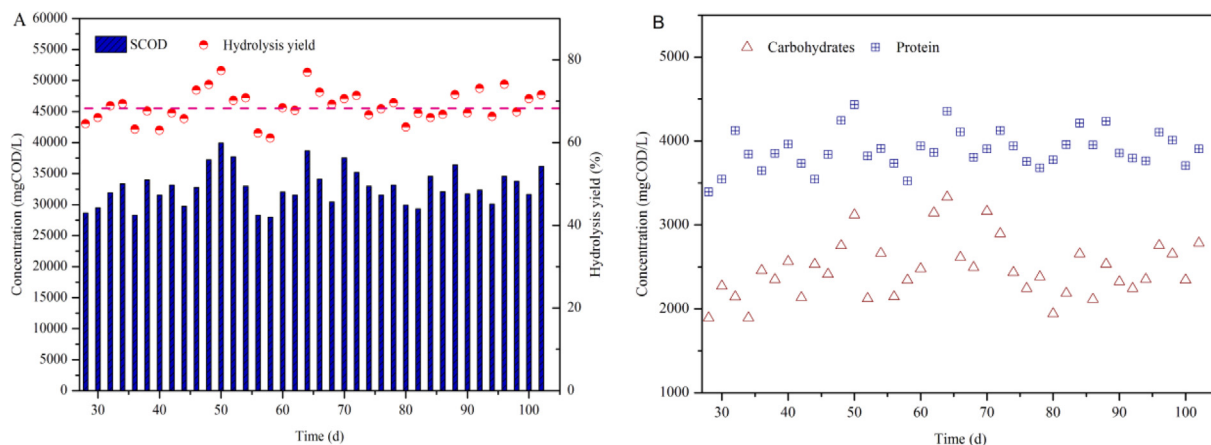 A
SCOD
Hydrolysis yield
Concentration (mgCOD/L)
60000
55000
50000
45000
40000
35000
30000
25000
20000
15000
10000
5000
0
80
60
40
20
0
Hydrolysis yield (%)
30 40 50 60 70 80 90 100
Time (d)
B
Carbohydrates
Protein
Concentration (mgCOD/L)
5000
4000
3000
2000
1000
30 40 50 60 70 80 90 100
Time (d)